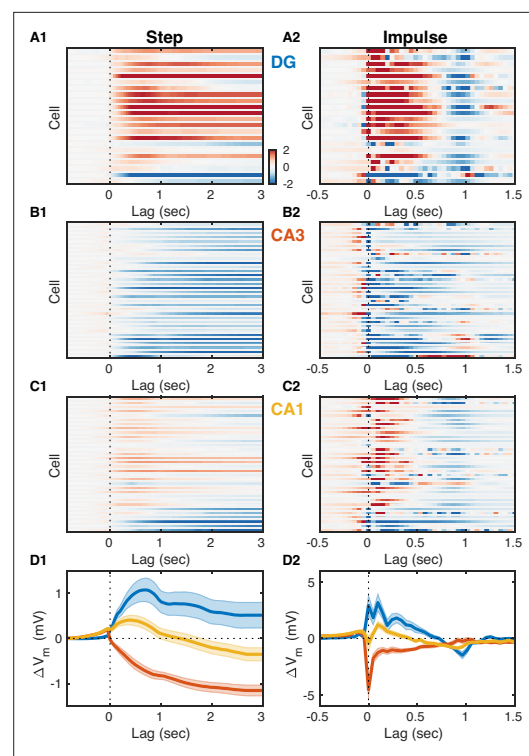 Step
Impulse
A1
A2
DG
Cell
Cell
2
0
-2
0
1
2
3
-0.5
0
0.5
1
1.5
Lag (sec)
Lag (sec)
B1
B2
CA3
Cell
Cell
0
1
2
3
-0.5
0
0.5
1
1.5
Lag (sec)
Lag (sec)
C1
C2
CA1
Cell
Cell
0
1
2
3
-0.5
0
0.5
1
1.5
Lag (sec)
Lag (sec)
D1
D2
ΔVm (mV)
1
0
-1
0
1
2
3
Lag (sec)
ΔVm (mV)
5
0
-5
-0.5
0
0.5
1
1.5
Lag (sec)